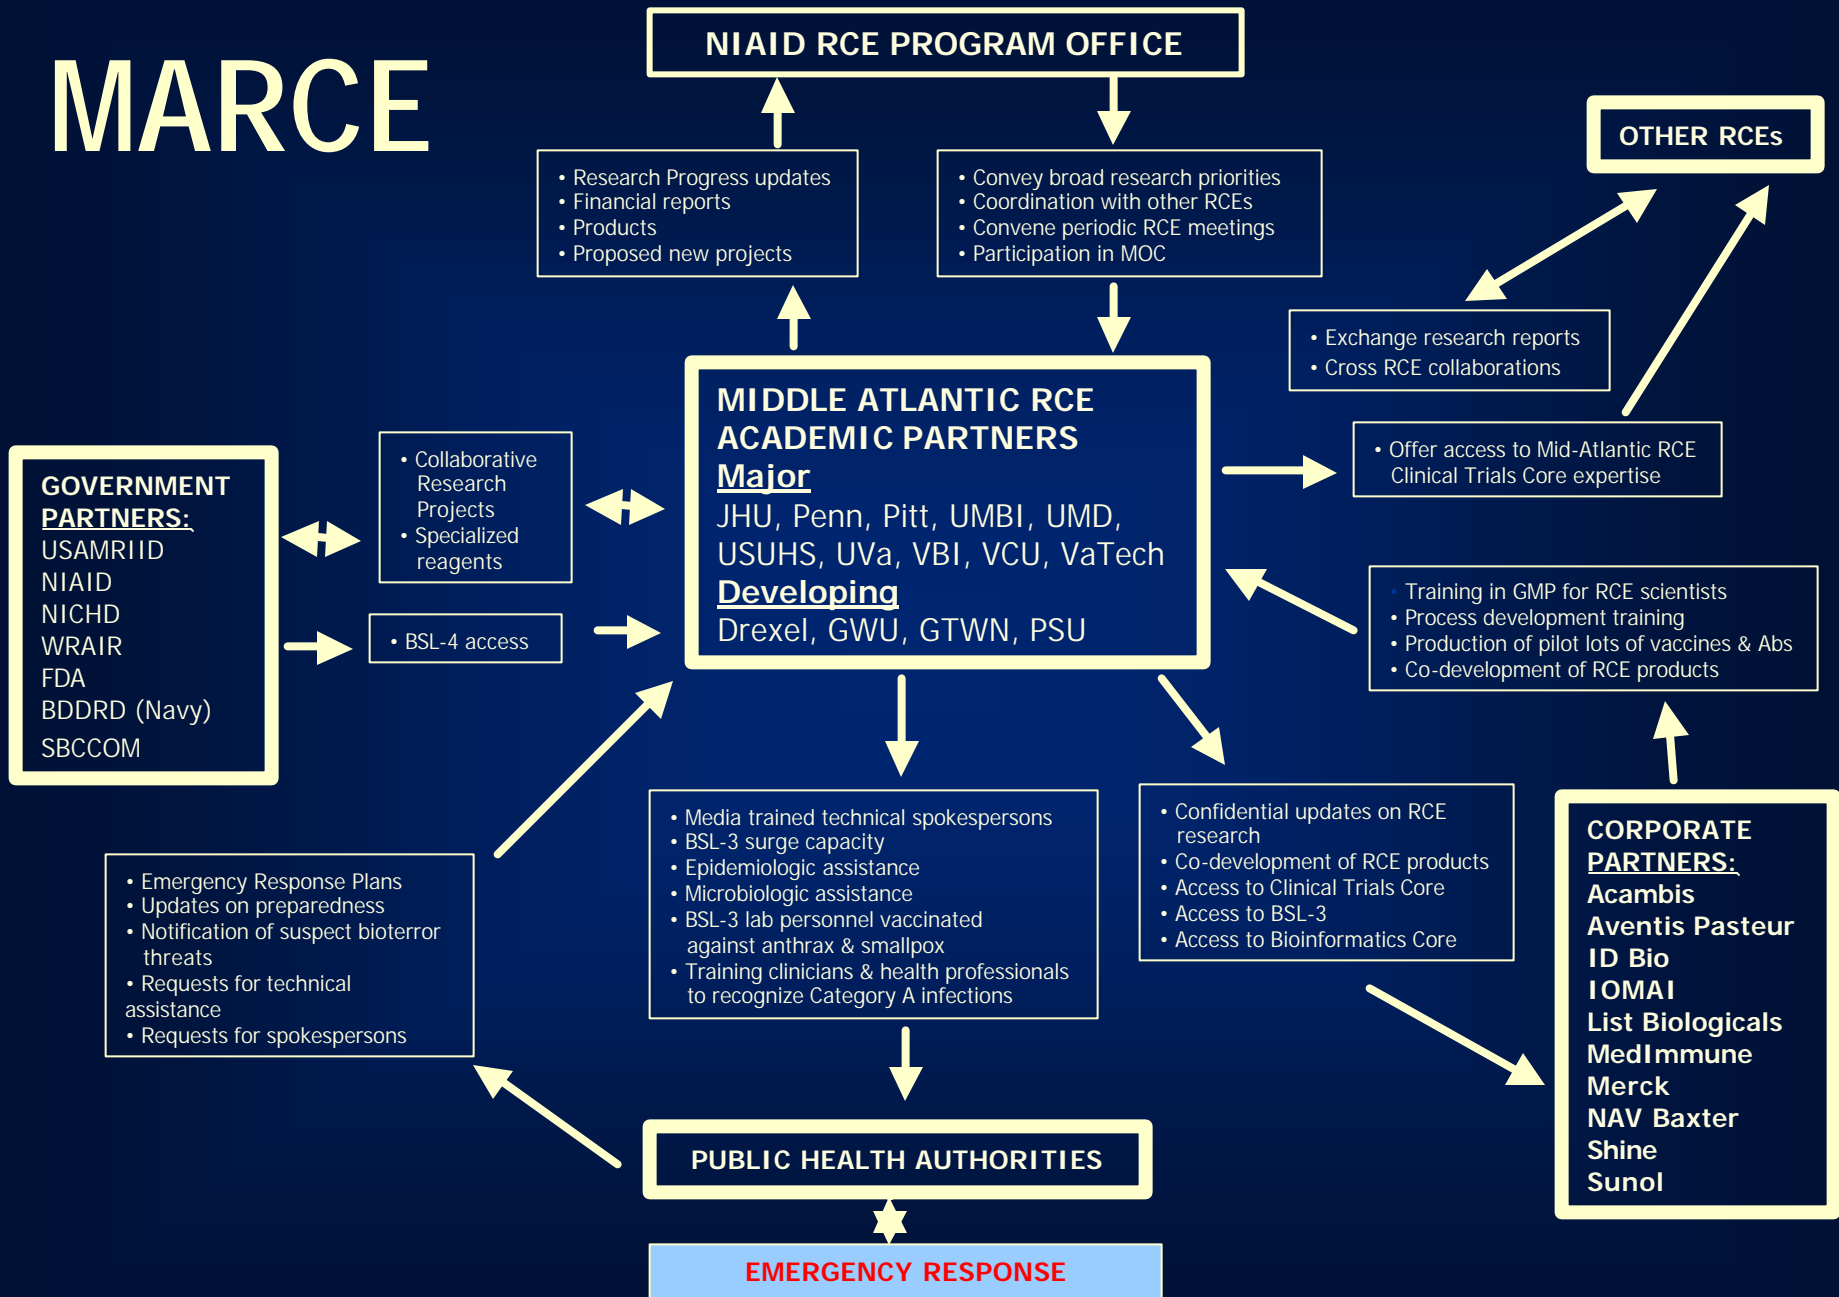 MARCE
NIAID RCE PROGRAM OFFICE
OTHER RCEs
• Research Progress updates
• Financial reports
• Products
• Proposed new projects
• Convey broad research priorities
• Coordination with other RCEs
• Convene periodic RCE meetings
• Participation in MOC
• Exchange research reports
• Cross RCE collaborations
MIDDLE ATLANTIC RCE
ACADEMIC PARTNERS
Major
JHU, Penn, Pitt, UMBI, UMD,
USUHS, UVa, VBI, VCU, VaTech
Developing
Drexel, GWU, GTWN, PSU
• Offer access to Mid-Atlantic RCE
Clinical Trials Core expertise
GOVERNMENT
PARTNERS:
USAMRIID
NIAID
NICHD
WRAIR
FDA
BDDRD (Navy)
SBCCOM
• Collaborative
Research
Projects
• Specialized
reagents
• BSL-4 access
• Training in GMP for RCE scientists
• Process development training
• Production of pilot lots of vaccines & Abs
• Co-development of RCE products
• Emergency Response Plans
• Updates on preparedness
• Notification of suspect bioterror
threats
• Requests for technical
assistance
• Requests for spokespersons
• Media trained technical spokespersons
• BSL-3 surge capacity
• Epidemiologic assistance
• Microbiologic assistance
• BSL-3 lab personnel vaccinated
against anthrax & smallpox
• Training clinicians & health professionals
to recognize Category A infections
• Confidential updates on RCE
research
• Co-development of RCE products
• Access to Clinical Trials Core
• Access to BSL-3
• Access to Bioinformatics Core
CORPORATE
PARTNERS:
Acambis
Aventis Pasteur
ID Bio
IOMAI
List Biologicals
MedImmune
Merck
NAV Baxter
Shine
Sunol
PUBLIC HEALTH AUTHORITIES
EMERGENCY RESPONSE